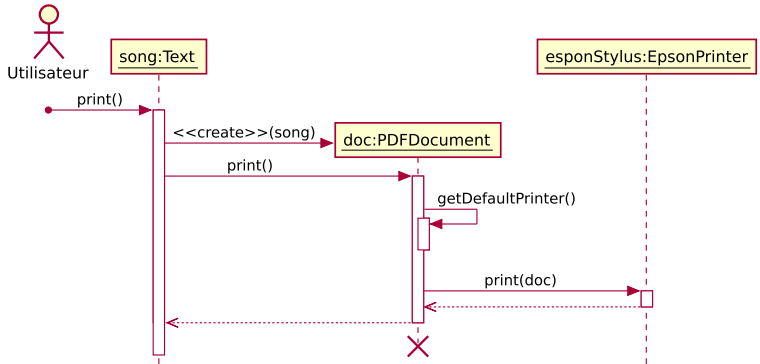 Utilisateur
song:Text
esponStylus:EpsonPrinter
print()
<<create>>(song)
doc:PDFDocument
print()
getDefaultPrinter()
print(doc)